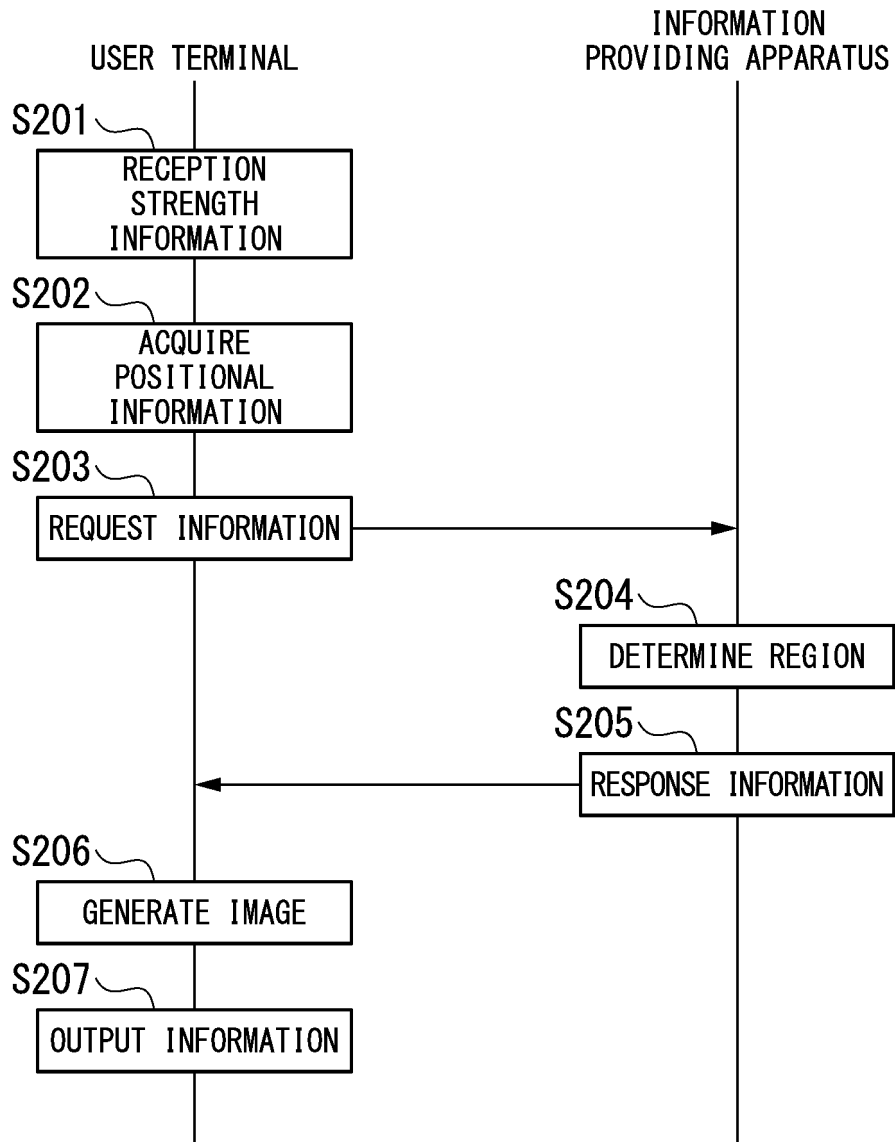 USER TERMINAL
INFORMATION
PROVIDING APPARATUS
S201
RECEPTION
STRENGTH
INFORMATION
S202
ACQUIRE
POSITIONAL
INFORMATION
S203
REQUEST INFORMATION
S204
DETERMINE REGION
S205
RESPONSE INFORMATION
S206
GENERATE IMAGE
S207
OUTPUT INFORMATION